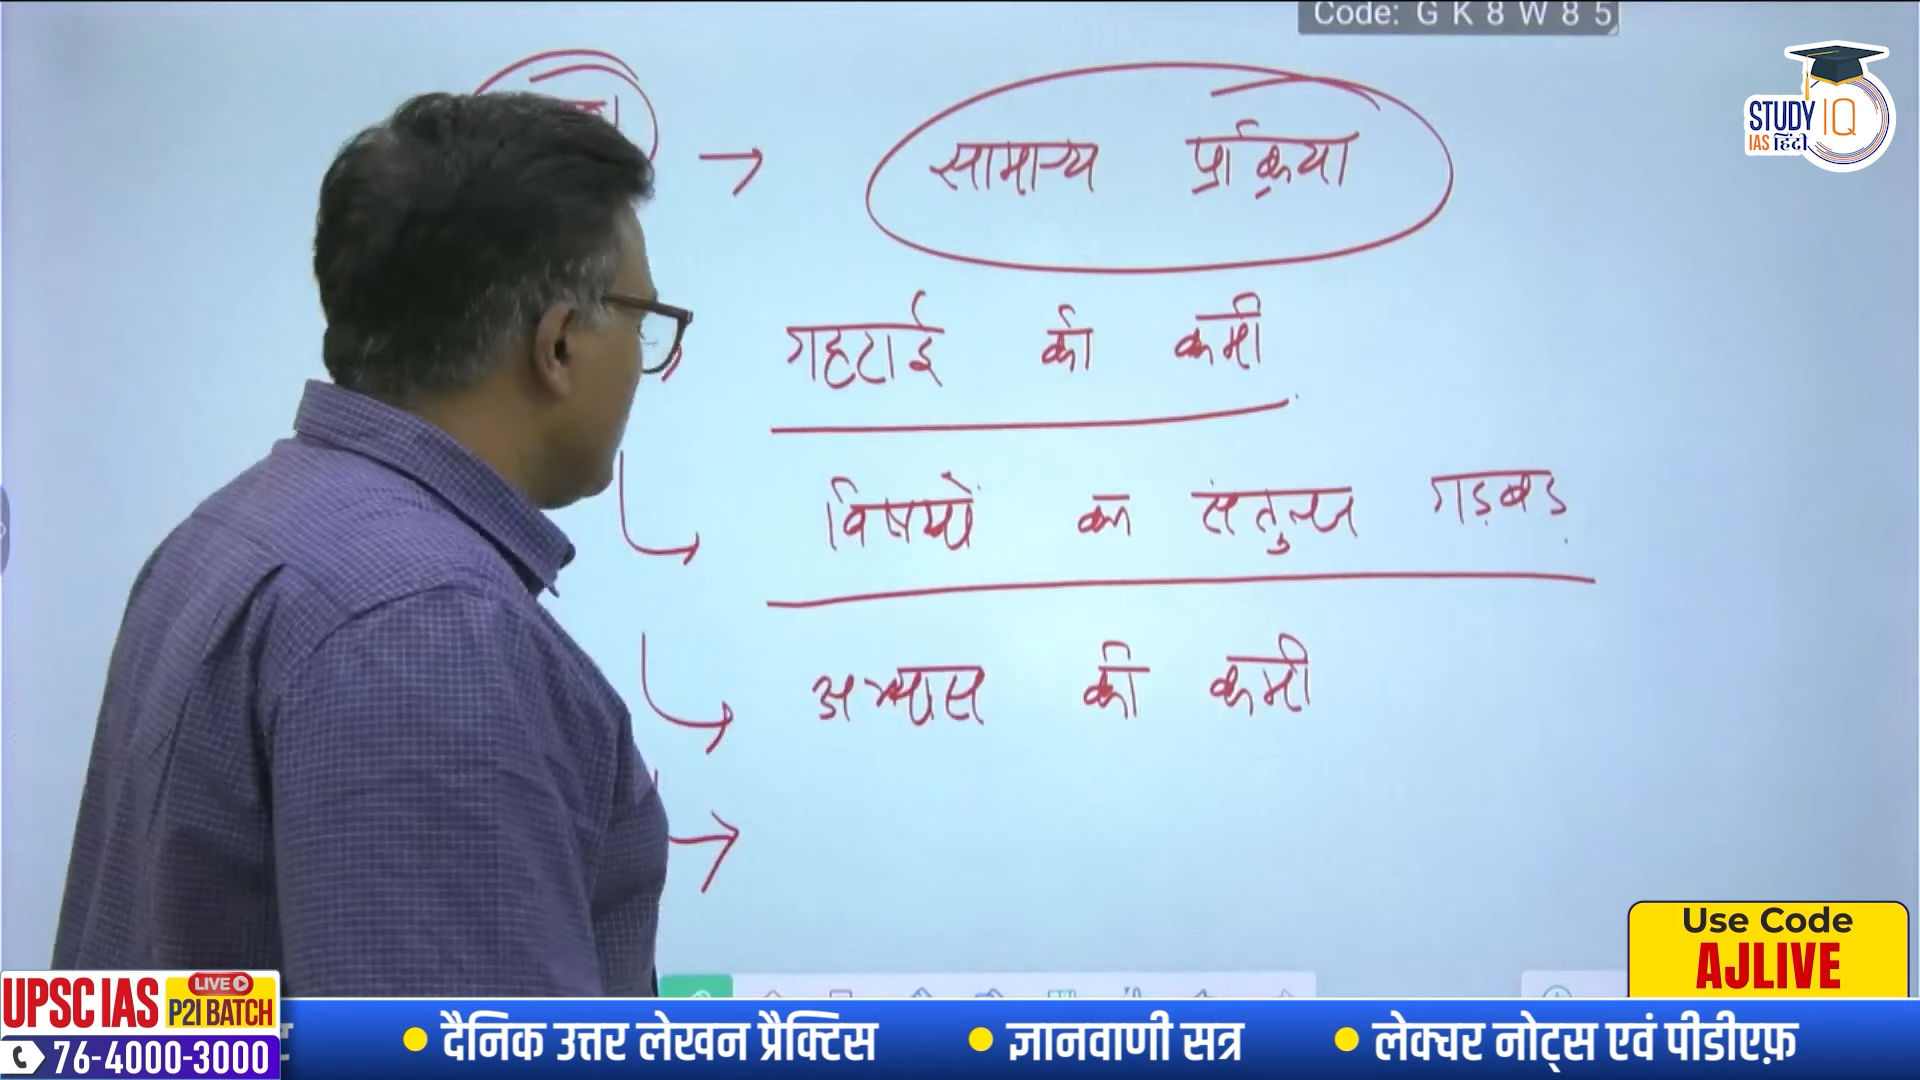 Code: G K 8 W 8 5
STUDY IQ
IAS हिंदी
→ सामान्य प्रक्रिया
गहराई की कमी
विषयों का संतुलन गड़बड़
अभ्यास की कमी
Use Code
AJLIVE
UPSC IAS LIVE P2I BATCH
76-4000-3000
• दैनिक उत्तर लेखन प्रैक्टिस • ज्ञानवाणी सत्र • लेक्चर नोट्स एवं पीडीएफ़